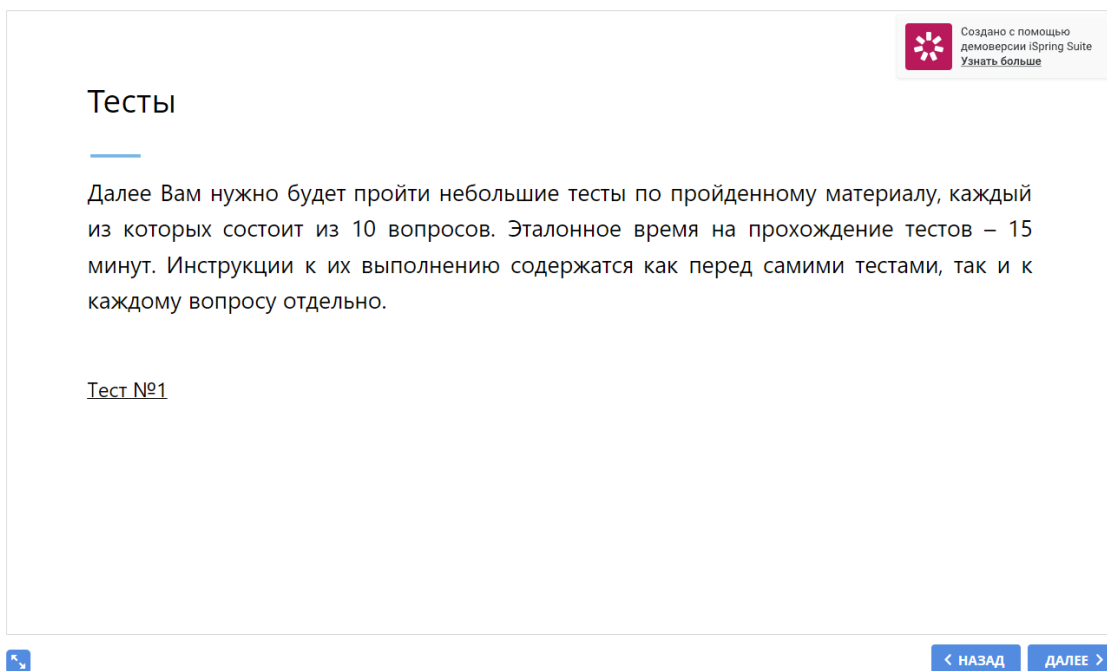 Создано с помощью
демоверсии iSpring Suite
Узнать больше
Тесты
Далее Вам нужно будет пройти небольшие тесты по пройденному материалу, каждый
из которых состоит из 10 вопросов. Эталонное время на прохождение тестов – 15
минут. Инструкции к их выполнению содержатся как перед самими тестами, так и к
каждому вопросу отдельно.
Тест №1
НАЗАД
ДАЛЕЕ